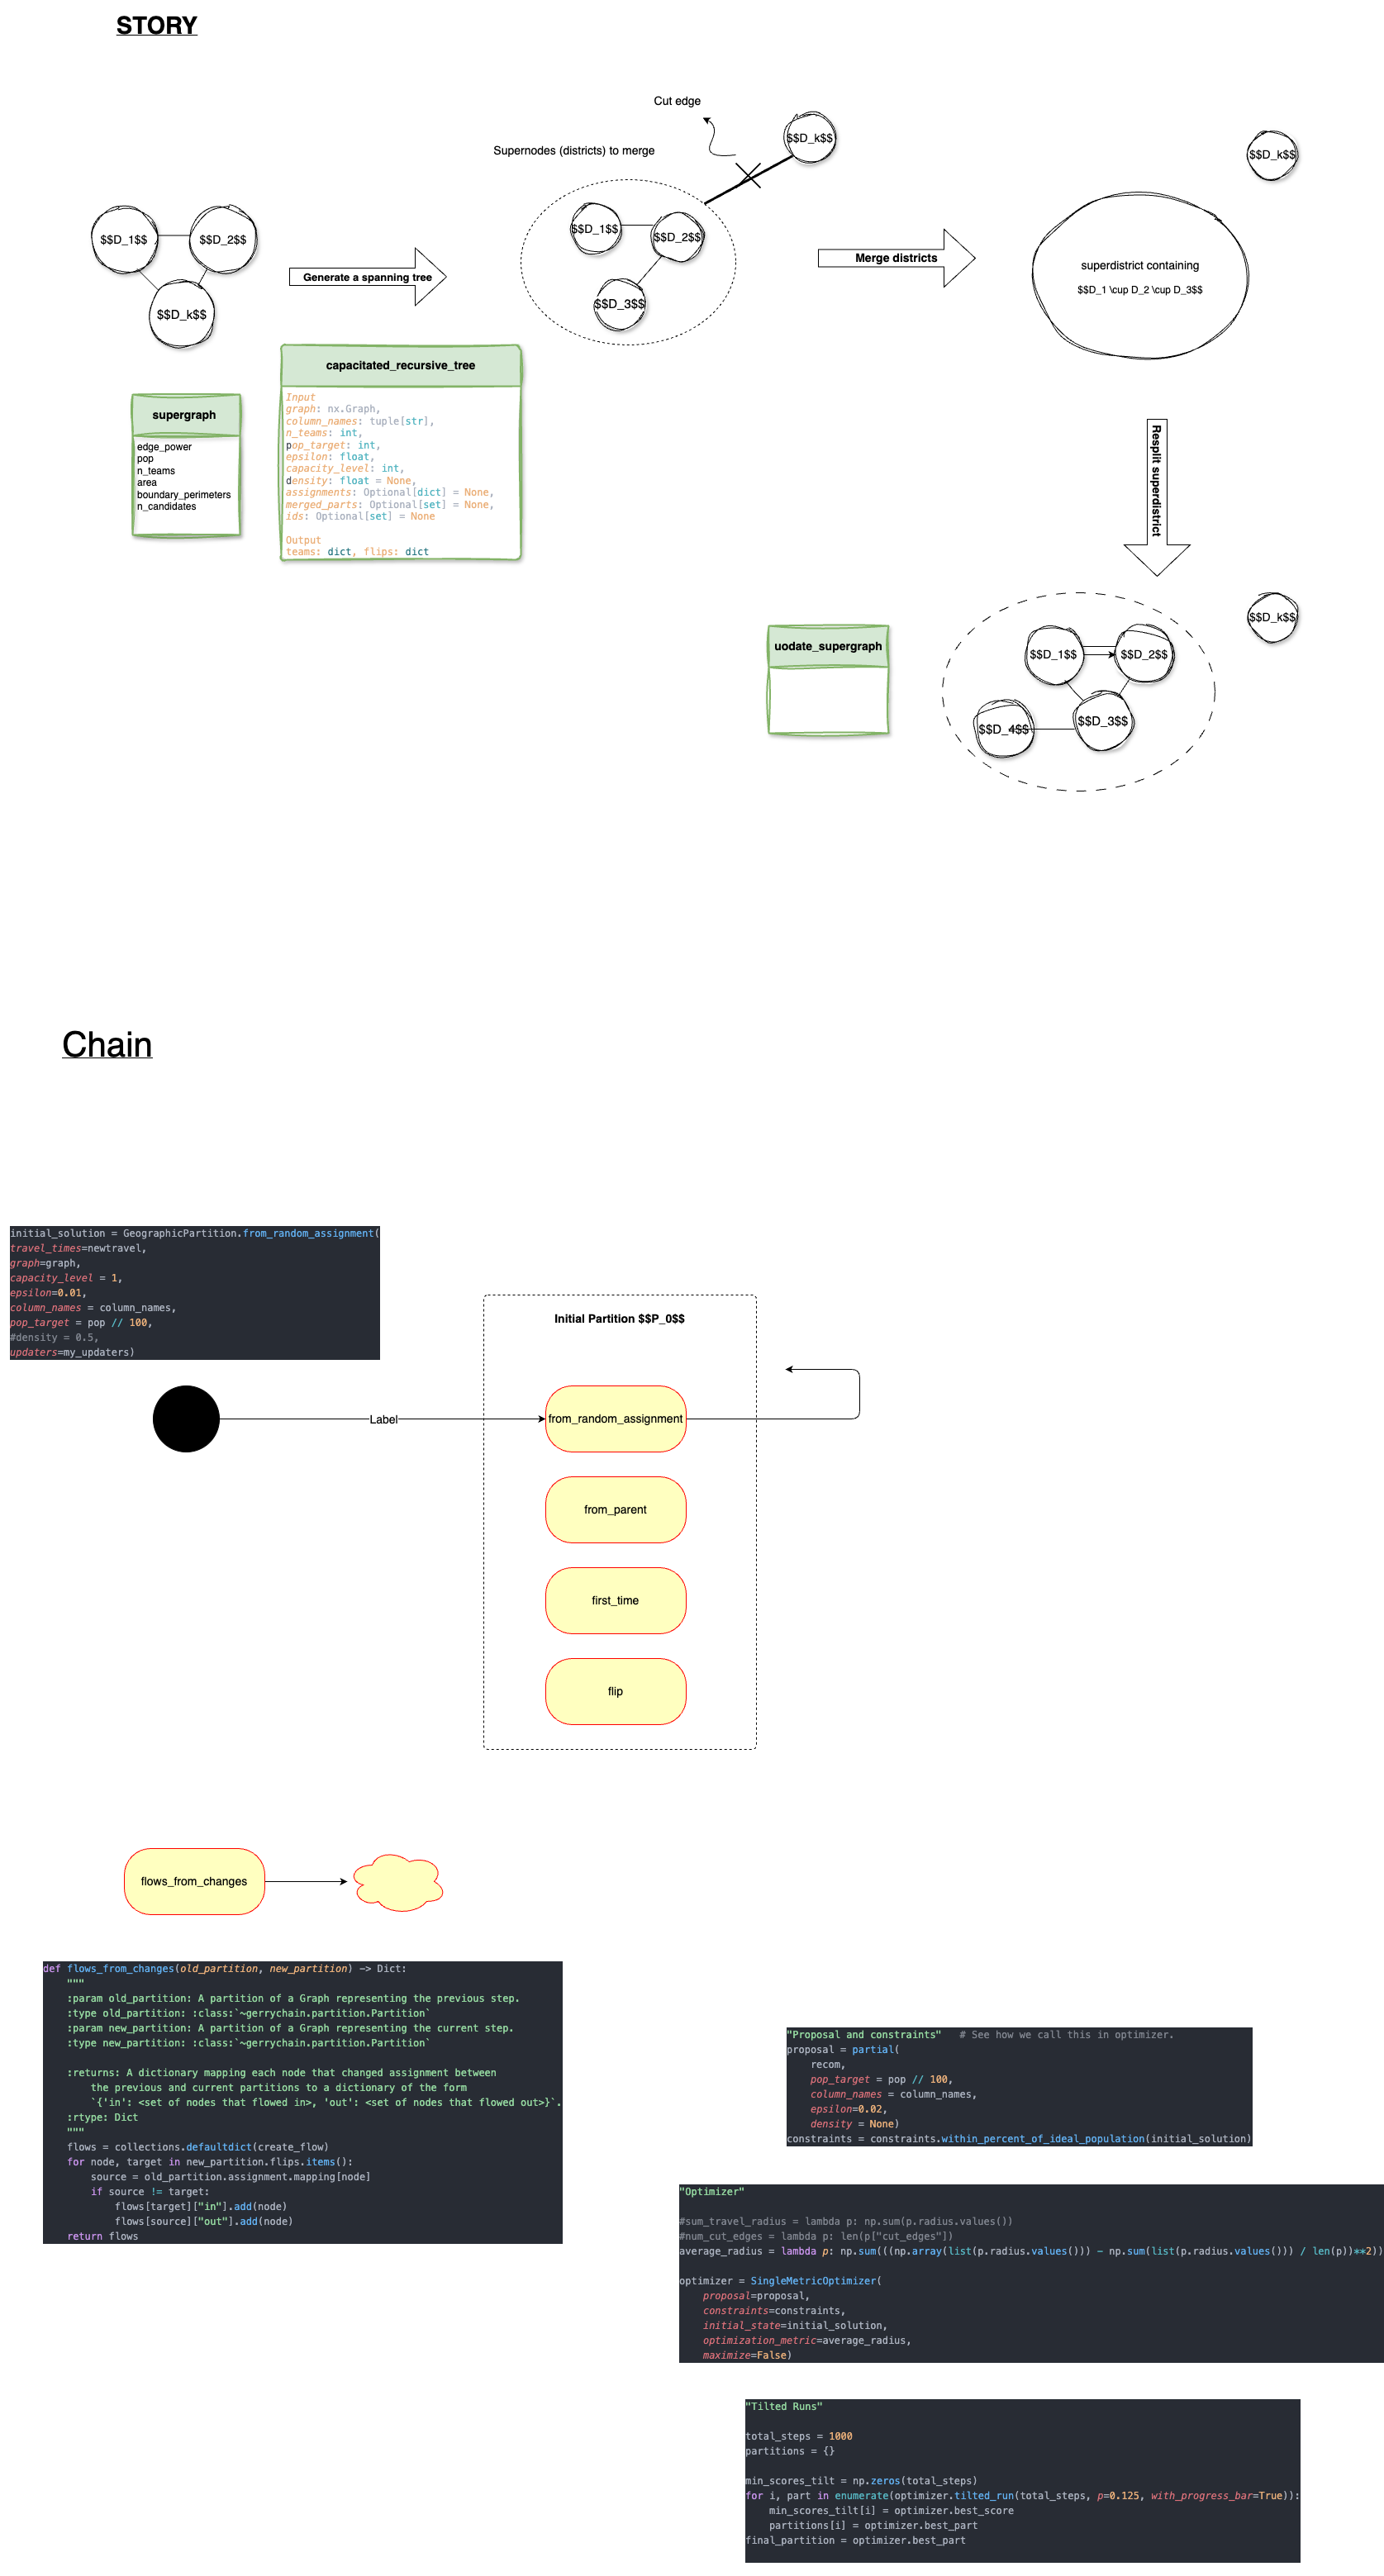 STORY
Cut edge
$$D_k$$
Supernodes (districts) to merge
$$D_k$$
$$D_1$$
$$D_2$$
$$D_k$$
Generate a spanning tree
$$D_1$$
$$D_2$$
$$D_3$$
Merge districts
superdistrict containing
$$D_1 \cup D_2 \cup D_3$$
supergraph
edge_power
pop
n_teams
area
boundary_perimeters
n_candidates
capacitated_recursive_tree
Input
graph: nx.Graph,
column_names: tuple[str],
n_teams: int,
pop_target: int,
epsilon: float,
capacity_level: int,
density: float = None,
assignments: Optional[dict] = None,
merged_parts: Optional[set] = None,
ids: Optional[set] = None
Output
teams: dict, flips: dict
Resplit superdistrict
$$D_k$$
uodate_supergraph
$$D_1$$
$$D_2$$
$$D_3$$
$$D_4$$
Chain
initial_solution = GeographicPartition.from_random_assignment(
travel_times=newtravel,
graph=graph,
capacity_level = 1,
epsilon=0.01,
column_names = column_names,
pop_target = pop // 100,
#density = 0.5,
updaters=my_updaters)
Initial Partition $$P_0$$
Label
from_random_assignment
from_parent
first_time
flip
flows_from_changes
def flows_from_changes(old_partition, new_partition) -> Dict:
"""
:param old_partition: A partition of a Graph representing the previous step.
:type old_partition: :class:`~gerrychain.partition.Partition`
:param new_partition: A partition of a Graph representing the current step.
:type new_partition: :class:`~gerrychain.partition.Partition`
:returns: A dictionary mapping each node that changed assignment between
the previous and current partitions to a dictionary of the form
`{'in': <set of nodes that flowed in>, 'out': <set of nodes that flowed out>}`.
:rtype: Dict
"""
flows = collections.defaultdict(create_flow)
for node, target in new_partition.flips.items():
source = old_partition.assignment.mapping[node]
if source != target:
flows[target]["in"].add(node)
flows[source]["out"].add(node)
return flows
"Proposal and constraints"   # See how we call this in optimizer.
proposal = partial(
recom,
pop_target = pop // 100,
column_names = column_names,
epsilon=0.02,
density = None)
constraints = constraints.within_percent_of_ideal_population(initial_solution)
"Optimizer"
#sum_travel_radius = lambda p: np.sum(p.radius.values())
#num_cut_edges = lambda p: len(p["cut_edges"])
average_radius = lambda p: np.sum(((np.array(list(p.radius.values())) - np.sum(list(p.radius.values())) / len(p))**2))
optimizer = SingleMetricOptimizer(
proposal=proposal,
constraints=constraints,
initial_state=initial_solution,
optimization_metric=average_radius,
maximize=False)
"Tilted Runs"
total_steps = 1000
partitions = {}
min_scores_tilt = np.zeros(total_steps)
for i, part in enumerate(optimizer.tilted_run(total_steps, p=0.125, with_progress_bar=True)):
min_scores_tilt[i] = optimizer.best_score
partitions[i] = optimizer.best_part
final_partition = optimizer.best_part